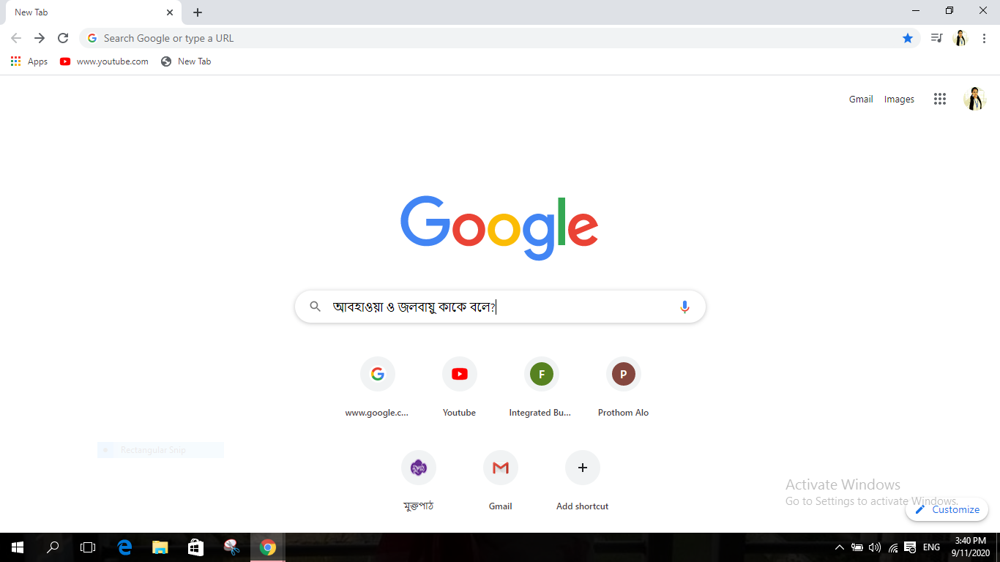 New Tab
Search Google or type a URL
Apps www.youtube.com New Tab
Gmail Images
Google
আবহাওয়া ও জলবায়ু কাকে বলে?
F P
www.google.c... Youtube Integrated Bu... Prothom Alo
Rectangular Snip
মুক্তপাঠ Gmail Add shortcut
Activate Windows
Go to Settings to activate Windows.
Customize
ENG
3:40 PM
9/11/2020